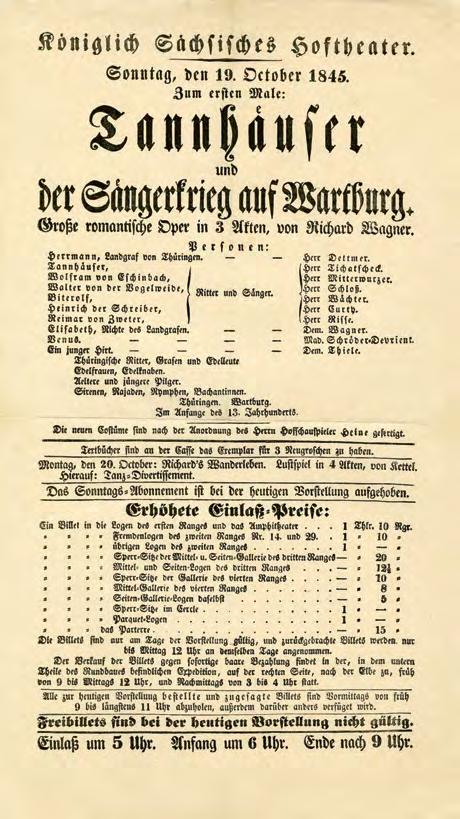 Königlich Sächsisches Hoftheater.
Sonntag, den 19. October 1845.
Zum ersten Male:
Tannhäuser
und
der Sängerkrieg auf Wartburg.
Große romantische Oper in 3 Akten, von Richard Wagner.
Personen:
Herrmann, Landgraf von Thüringen. — — Herr Dettmer.
Tannhäuser, Herr Tichatscheck.
Wolfram von Eschinbach, Herr Mitterwurzer.
Walter von der Vogelweide, Ritter und Sänger. Herr Schloß.
Biterolf, Herr Wächter.
Heinrich der Schreiber, Herr Curty.
Reimar von Zweter, Herr Risse.
Elisabeth, Nichte des Landgrafen. — — Dem. Wagner.
Venus. — — — — — Mad. Schröder-Devrient.
Ein junger Hirt. — — — — Dem. Thiele.
Thüringische Ritter, Grafen und Edelleute
Edelfrauen, Edelknaben.
Aeltere und jüngere Pilger.
Sirenen, Najaden, Nymphen, Bachantinnen.
Thüringen. Wartburg.
Im Anfange des 13. Jahrhunderts.
Die neuen Costüme sind nach der Anordnung des Herrn Hofschauspieler Heine gefertigt.
Textbücher sind an der Casse das Exemplar für 3 Neugroschen zu haben.
Montag, den 20. October: Richard's Wanderleben. Lustspiel in 4 Akten, von Kettel.
Hierauf: Tanz-Divertissement.
Das Sonntags-Abonnement ist bei der heutigen Vorstellung aufgehoben.
Erhöhete Einlaß-Preise:
Ein Billet in die Logen des ersten Ranges und das Amphitheater . . . 1 Thlr. 10 Ngr.
" " " Fremdenlogen des zweiten Ranges Nr. 14. und 29. . 1 " 10 "
" " " übrigen Logen des zweiten Ranges . . . . 1 " — "
" " " Sperr-Sitze der Mittel- u. Seiten-Gallerie des dritten Ranges — " 20 "
" " " Mittel- und Seiten-Logen des dritten Ranges . . . — " 12½ "
" " " Sperr-Sitze der Gallerie des vierten Ranges . . . . — " 10 "
" " " Mittel-Gallerie des vierten Ranges . . . . — " 8 "
" " " Seiten-Gallerie-Logen daselbst . . . . — " 5 "
" " " Sperr-Sitze im Cercle . . . . 1 " — "
" " " Parquet-Logen . . . . 1 " — "
" " das Parterre . . . . — " 15 "
Die Billets sind nur am Tage der Vorstellung gültig, und zurückgebrachte Billets werden nur
bis Mittag 12 Uhr an demselben Tage angenommen.
Der Verkauf der Billets gegen sofortige baare Bezahlung findet in der, in dem untern
Theile des Rundbaues befindlichen Expedition, auf der rechten Seite, nach der Elbe zu, früh
von 9 bis Mittags 12 Uhr, und Nachmittags von 3 bis 4 Uhr statt.
Alle zur heutigen Vorstellung bestellte und zugesagte Billets sind Vormittags von früh
9 bis längstens 11 Uhr abzuholen, außerdem darüber anders verfüget wird.
Freibillets sind bei der heutigen Vorstellung nicht gültig.
Einlaß um 5 Uhr. Anfang um 6 Uhr. Ende nach 9 Uhr.